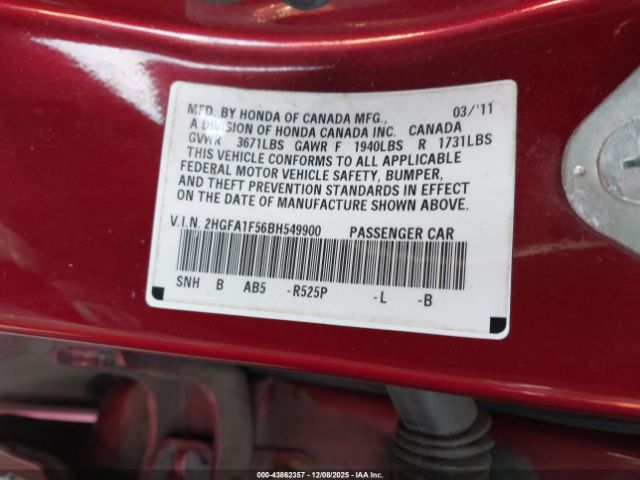 MFD. BY HONDA OF CANADA MFG., 03/'11
A DIVISION OF HONDA CANADA INC. CANADA
GVWR 3671LBS GAWR F 1940LBS R 1731LBS
THIS VEHICLE CONFORMS TO ALL APPLICABLE
FEDERAL MOTOR VEHICLE SAFETY, BUMPER,
AND THEFT PREVENTION STANDARDS IN EFFECT
ON THE DATE OF MANUFACTURE SHOWN ABOVE.
V.I.N. 2HGFA1F56BH549900 PASSENGER CAR
SNH B AB5 -R525P -L -B
000-43862357 - 12/08/2025 - IAA Inc.